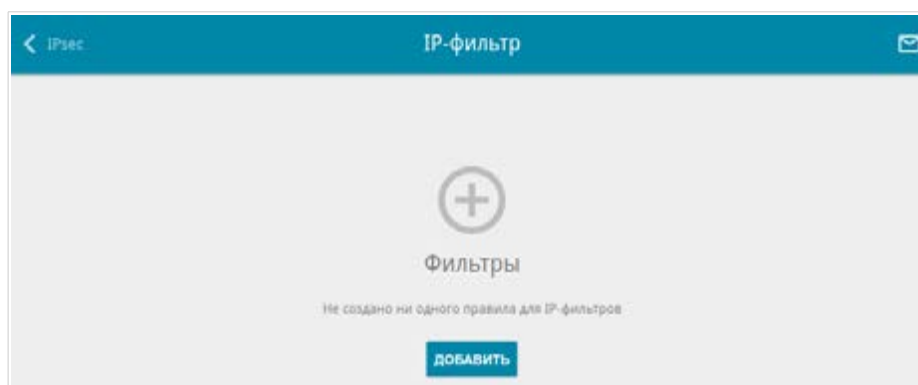 IPsec
IP-фильтр
Фильтры
Не создано ни одного правила для IP-фильтров
ДОБАВИТЬ